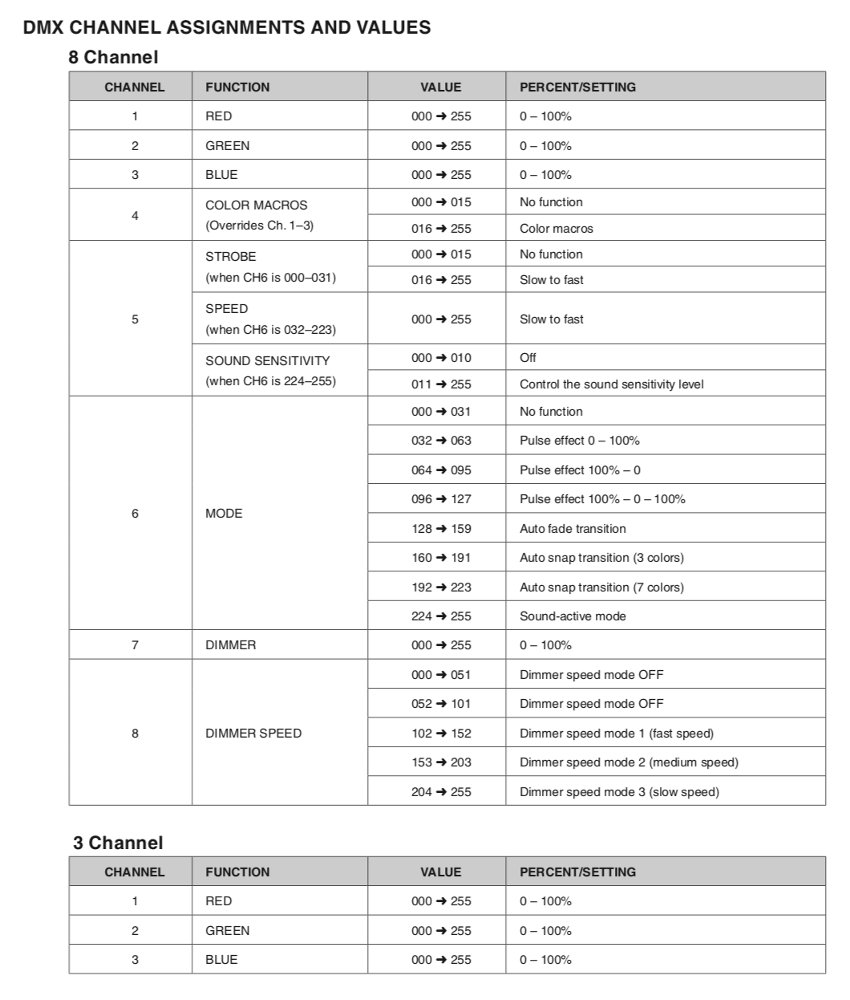 DMX CHANNEL ASSIGNMENTS AND VALUES
8 Channel
CHANNEL FUNCTION VALUE PERCENT/SETTING
1 RED 000 ➜ 255 0 – 100%
2 GREEN 000 ➜ 255 0 – 100%
3 BLUE 000 ➜ 255 0 – 100%
4 COLOR MACROS 000 ➜ 015 No function
(Overrides Ch. 1–3) 016 ➜ 255 Color macros
5 STROBE 000 ➜ 015 No function
(when CH6 is 000–031) 016 ➜ 255 Slow to fast
SPEED
(when CH6 is 032–223) 000 ➜ 255 Slow to fast
SOUND SENSITIVITY 000 ➜ 010 Off
(when CH6 is 224–255) 011 ➜ 255 Control the sound sensitivity level
6 MODE 000 ➜ 031 No function
032 ➜ 063 Pulse effect 0 – 100%
064 ➜ 095 Pulse effect 100% – 0
096 ➜ 127 Pulse effect 100% – 0 – 100%
128 ➜ 159 Auto fade transition
160 ➜ 191 Auto snap transition (3 colors)
192 ➜ 223 Auto snap transition (7 colors)
224 ➜ 255 Sound-active mode
7 DIMMER 000 ➜ 255 0 – 100%
8 DIMMER SPEED 000 ➜ 051 Dimmer speed mode OFF
052 ➜ 101 Dimmer speed mode OFF
102 ➜ 152 Dimmer speed mode 1 (fast speed)
153 ➜ 203 Dimmer speed mode 2 (medium speed)
204 ➜ 255 Dimmer speed mode 3 (slow speed)
3 Channel
CHANNEL FUNCTION VALUE PERCENT/SETTING
1 RED 000 ➜ 255 0 – 100%
2 GREEN 000 ➜ 255 0 – 100%
3 BLUE 000 ➜ 255 0 – 100%